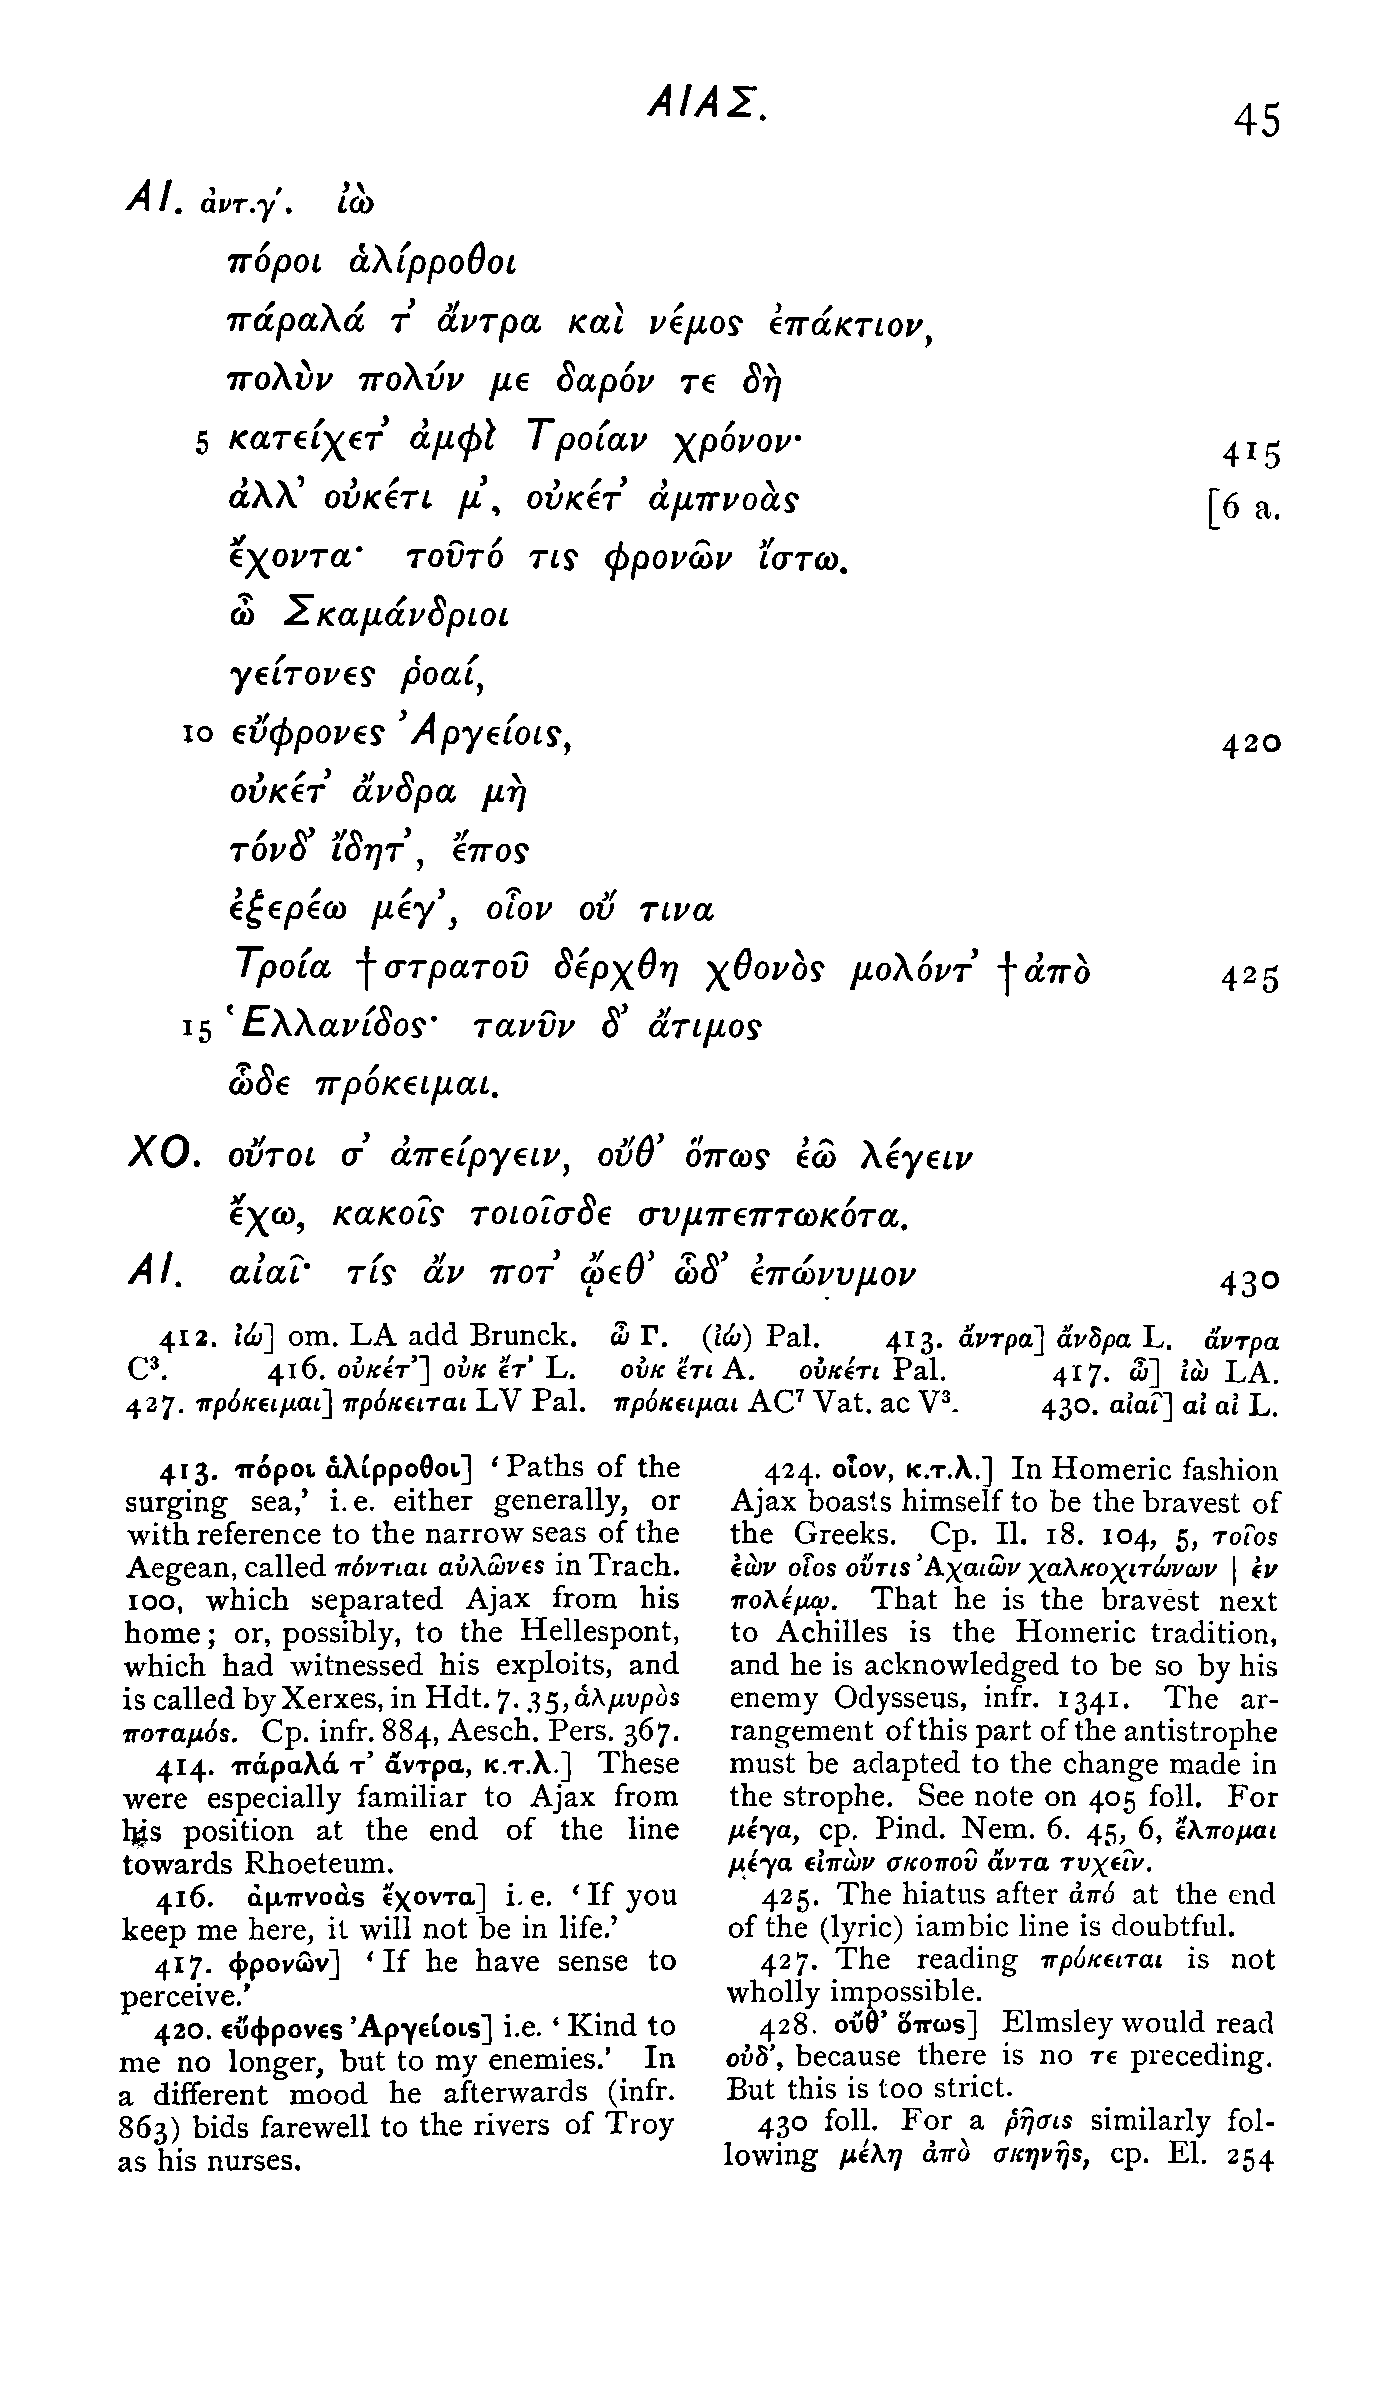 ΑΙΑΣ.
45
ΑΙ. ἀντ.γ΄. ἰὼ
πόροι ἁλίρροθοι
πάραλά τ᾽ ἄντρα καὶ νέμος ἐπάκτιον,
πολὺν πολύν με δαρόν τε δὴ
5 κατείχετ᾽ ἀμφὶ Τροίαν χρόνον· 415
ἀλλ᾽ οὐκέτι μ᾽, οὐκέτ᾽ ἀμπνοὰς [6 a.
ἔχοντα· τοῦτό τις φρονῶν ἴστω.
ὦ Σκαμάνδριοι
γείτονες ῥοαί,
10 εὔφρονες Ἀργείοις, 420
οὐκέτ᾽ ἄνδρα μὴ
τόνδ᾽ ἴδητ᾽, ἔπος
ἐξερέω μέγ᾽, οἷον οὔ τινα
Τροία †στρατοῦ δέρχθη χθονὸς μολόντ᾽ †ἀπὸ 425
15 Ἑλλανίδος· τανῦν δ᾽ ἄτιμος
ὧδε πρόκειμαι.
ΧΟ. οὔτοι σ᾽ ἀπείργειν, οὔθ᾽ ὅπως ἐῶ λέγειν
ἔχω, κακοῖς τοιοῖσδε συμπεπτωκότα.
ΑΙ. αἰαῖ· τίς ἄν ποτ᾽ ᾤεθ᾽ ὧδ᾽ ἐπώνυμον 430
412. ἰώ] om. LA add Brunck. ὦ Γ. (ἰώ) Pal. 413. ἄντρα] ἄνδρα L. ἄντρα
C³. 416. οὐκέτ᾽] οὐκ ἔτ᾽ L. οὐκ ἔτι A. οὐκέτι Pal. 417. ὦ] ἰὼ LA.
427. πρόκειμαι] πρόκειται LV Pal. πρόκειμαι AC⁷ Vat. ac V³. 430. αἰαῖ] αἰ αἰ L.
413. πόροι ἁλίρροθοι] ‘Paths of the
surging sea,’ i.e. either generally, or
with reference to the narrow seas of the
Aegean, called πόντιαι αὐλῶνες in Trach.
100, which separated Ajax from his
home; or, possibly, to the Hellespont,
which had witnessed his exploits, and
is called by Xerxes, in Hdt. 7. 35, ἁλμυρὸς
ποταμός. Cp. infr. 884, Aesch. Pers. 367.
414. πάραλά τ᾽ ἄντρα, κ.τ.λ.] These
were especially familiar to Ajax from
his position at the end of the line
towards Rhoeteum.
416. ἀμπνοὰς ἔχοντα] i.e. ‘If you
keep me here, it will not be in life.’
417. φρονῶν] ‘If he have sense to
perceive.’
420. εὔφρονες Ἀργείοις] i.e. ‘Kind to
me no longer, but to my enemies.’ In
a different mood he afterwards (infr.
863) bids farewell to the rivers of Troy
as his nurses.
424. οἷον, κ.τ.λ.] In Homeric fashion
Ajax boasts himself to be the bravest of
the Greeks. Cp. Il. 18. 104, 5, τοῖος
ἐὼν οἷος οὔτις Ἀχαιῶν χαλκοχιτώνων | ἐν
πολέμῳ. That he is the bravest next
to Achilles is the Homeric tradition,
and he is acknowledged to be so by his
enemy Odysseus, infr. 1341. The ar-
rangement of this part of the antistrophe
must be adapted to the change made in
the strophe. See note on 405 foll. For
μέγα, cp. Pind. Nem. 6. 45, 6, ἔλπομαι
μέγα εἰπὼν σκοποῦ ἄντα τυχεῖν.
425. The hiatus after ἀπό at the end
of the (lyric) iambic line is doubtful.
427. The reading πρόκειται is not
wholly impossible.
428. οὔθ᾽ ὅπως] Elmsley would read
οὐδ᾽, because there is no τε preceding.
But this is too strict.
430 foll. For a ῥῆσις similarly fol-
lowing μέλη ἀπὸ σκηνῆς, cp. El. 254